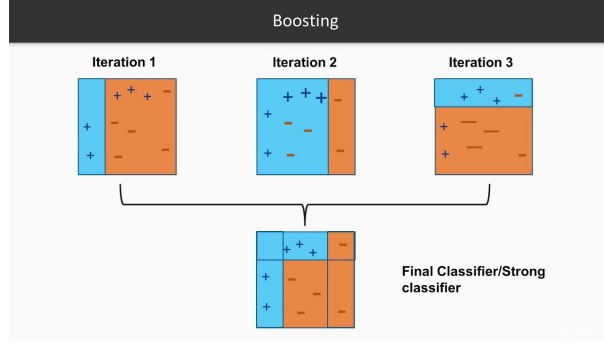 Boosting
Iteration 1
Iteration 2
Iteration 3
Final Classifier/Strong
classifier